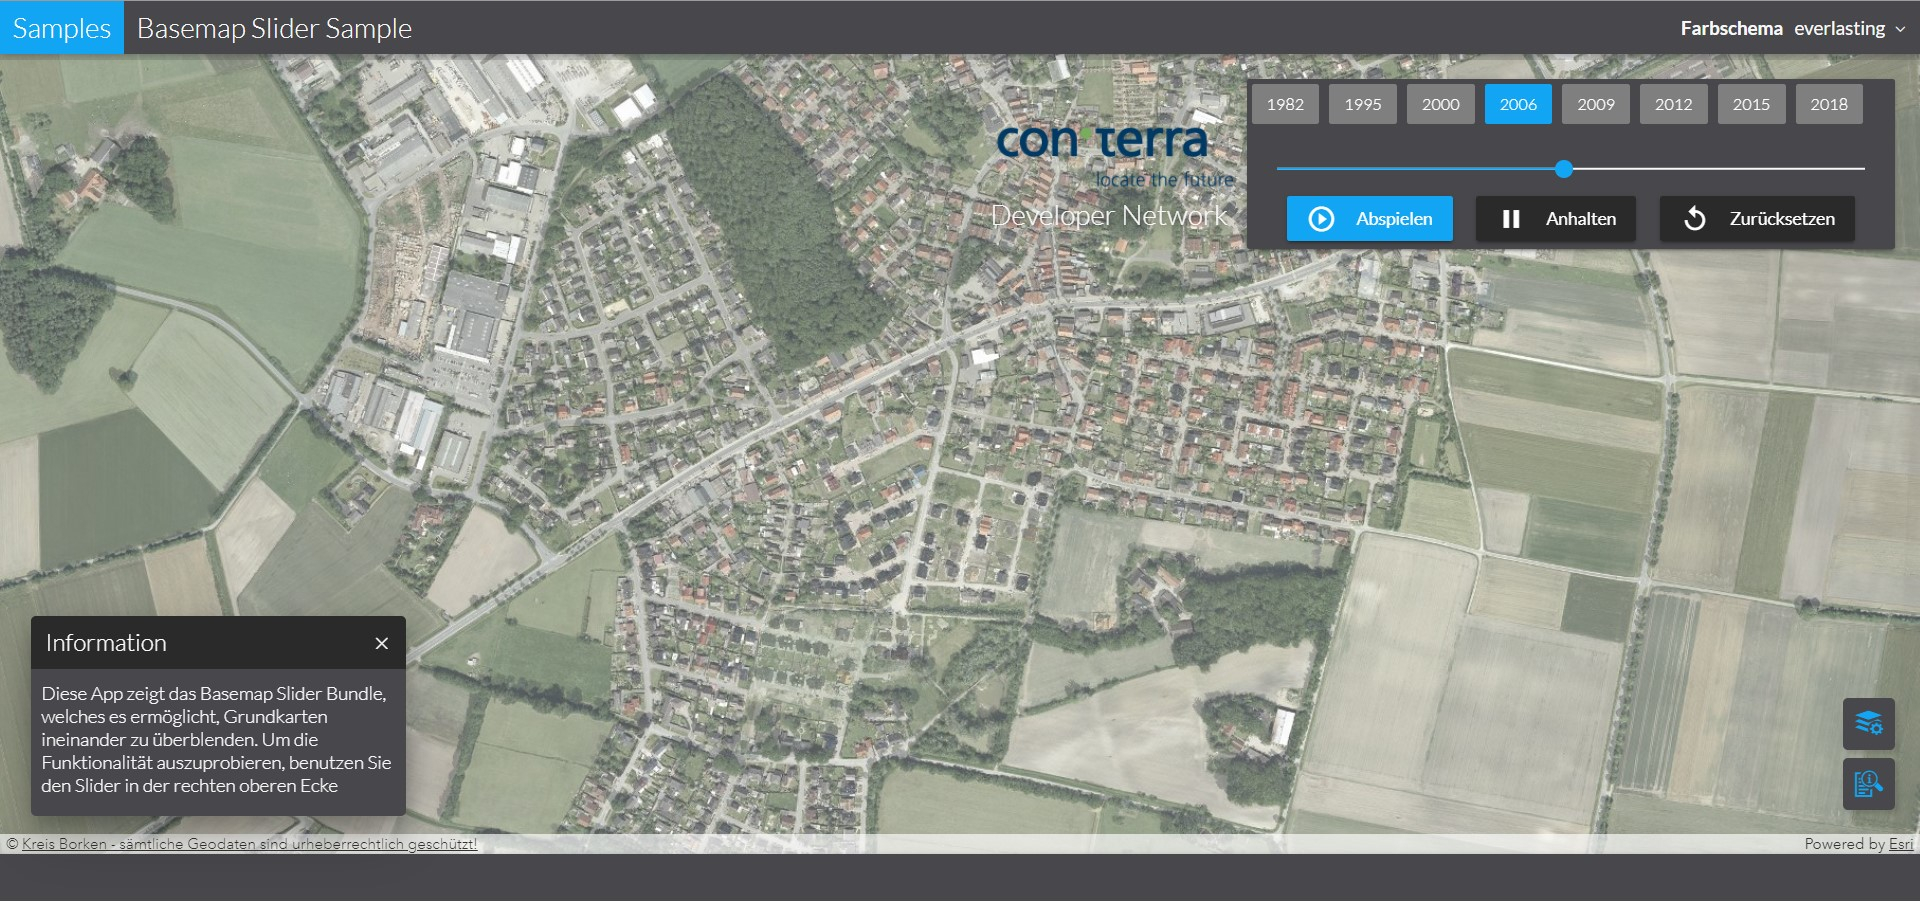 Samples
Basemap Slider Sample
Farbschema everlasting
1982 1995 2000 2006 2009 2012 2015 2018
con terra
locate the future
Developer Network
Abspielen
Anhalten
Zurücksetzen
Information
Diese App zeigt das Basemap Slider Bundle,
welches es ermöglicht, Grundkarten
ineinander zu überblenden. Um die
Funktionalität auszuprobieren, benutzen Sie
den Slider in der rechten oberen Ecke
© Kreis Borken - sämtliche Geodaten sind urheberrechtlich geschützt!
Powered by Esri